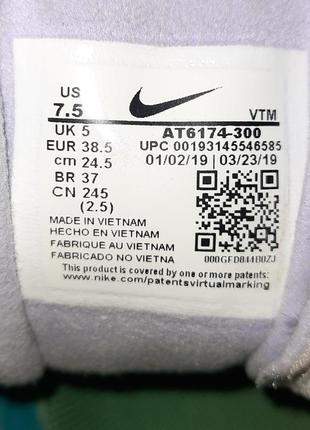 US
7.5
VTM
UK 5
AT6174-300
EUR 38.5
UPC 00193145546585
cm 24.5
01/02/19 | 03/23/19
BR 37
CN 245
(2.5)
MADE IN VIETNAM
HECHO EN VIETNAM
FABRIQUE AU VIETNAM
FABRICADO NO VIETNA
000GFD844B0ZJ
This product is covered by one or more patents:
www.nike.com/patentsvirtualmarking